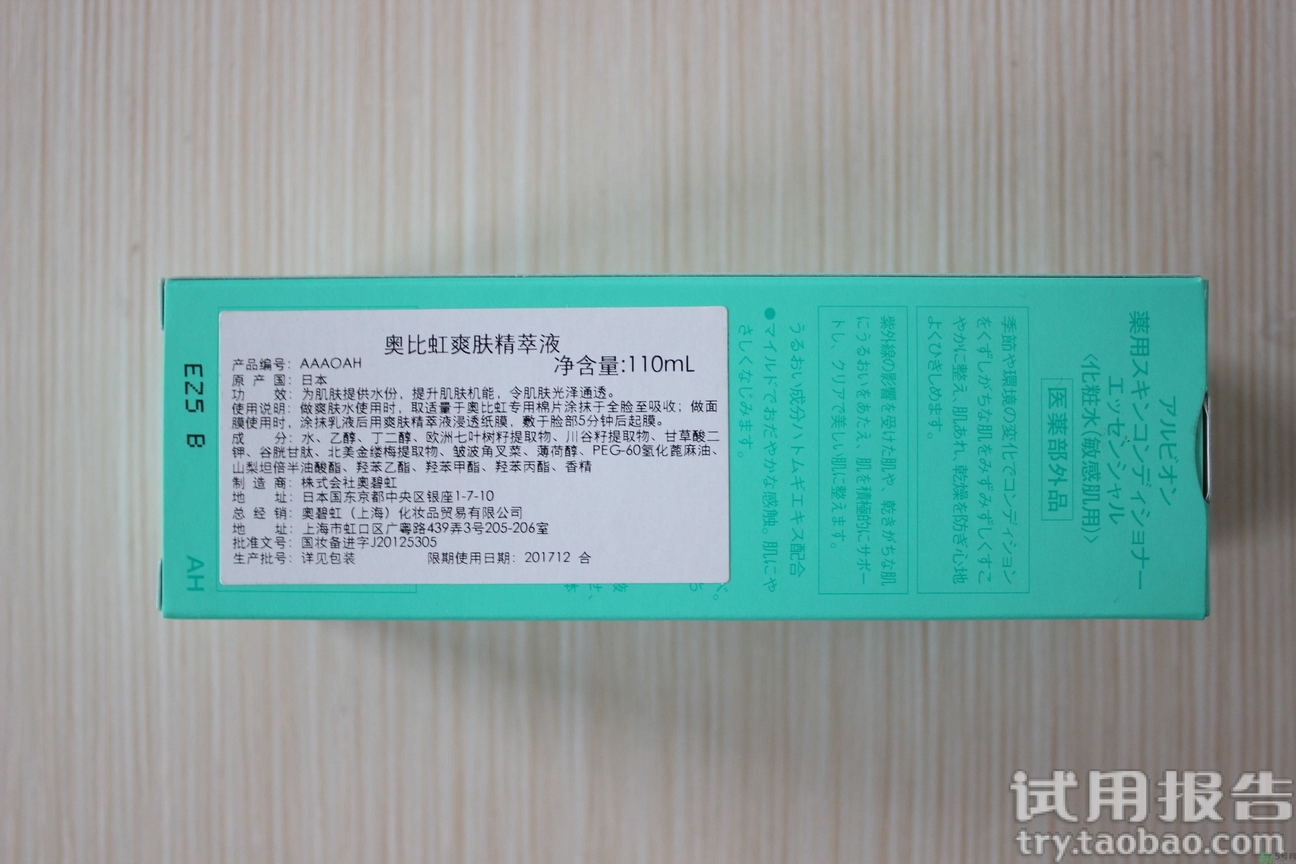 奥比虹爽肤精萃液
产品编号：AAAOAH 净含量:110mL
原产国：日本
功效：为肌肤提供水份，提升肌肤机能，令肌肤光泽通透。
使用说明：做爽肤水使用时，取适量于奥比虹专用棉片涂抹于全脸至吸收；做面
膜使用时，涂抹乳液后用爽肤精萃液浸透纸膜，敷于脸部5分钟后起膜。
成分：水、乙醇、丁二醇、欧洲七叶树籽提取物、川谷籽提取物、甘草酸二
钾、谷胱甘肽、北美金缕梅提取物、皱波角叉菜、薄荷醇、PEG-60氢化蓖麻油、
山梨坦倍半油酸酯、羟苯乙酯、羟苯甲酯、羟苯丙酯、香精
制造商：株式会社奥碧虹
地址：日本国东京都中央区银座1-7-10
总经销：奥碧虹（上海）化妆品贸易有限公司
地址：上海市虹口区广粤路439弄3号205-206室
批准文号：国妆备进字J20125305
生产批号：详见包装 限期使用日期：201712 合
EZ5 B
AH
アルビオン
薬用スキンコンディショナー
エッセンシャル
〈化粧水(敏感肌用)〉
医薬部外品
季節や環境の変化でコンディション
をくずしがちな肌をみずみずしくすこ
やかに整え、肌あれ、乾燥を防ぎ心地
よくひきしめます。
紫外線の影響を受けた肌や、乾きがちな肌
にうるおいをあたえ、肌を積極的にサポー
トし、クリアで美しい肌に整えます。
うるおい成分ハトムギエキス配合
●マイルドでおだやかな感触。肌にや
さしくなじみます。
试用报告
try.taobao.com